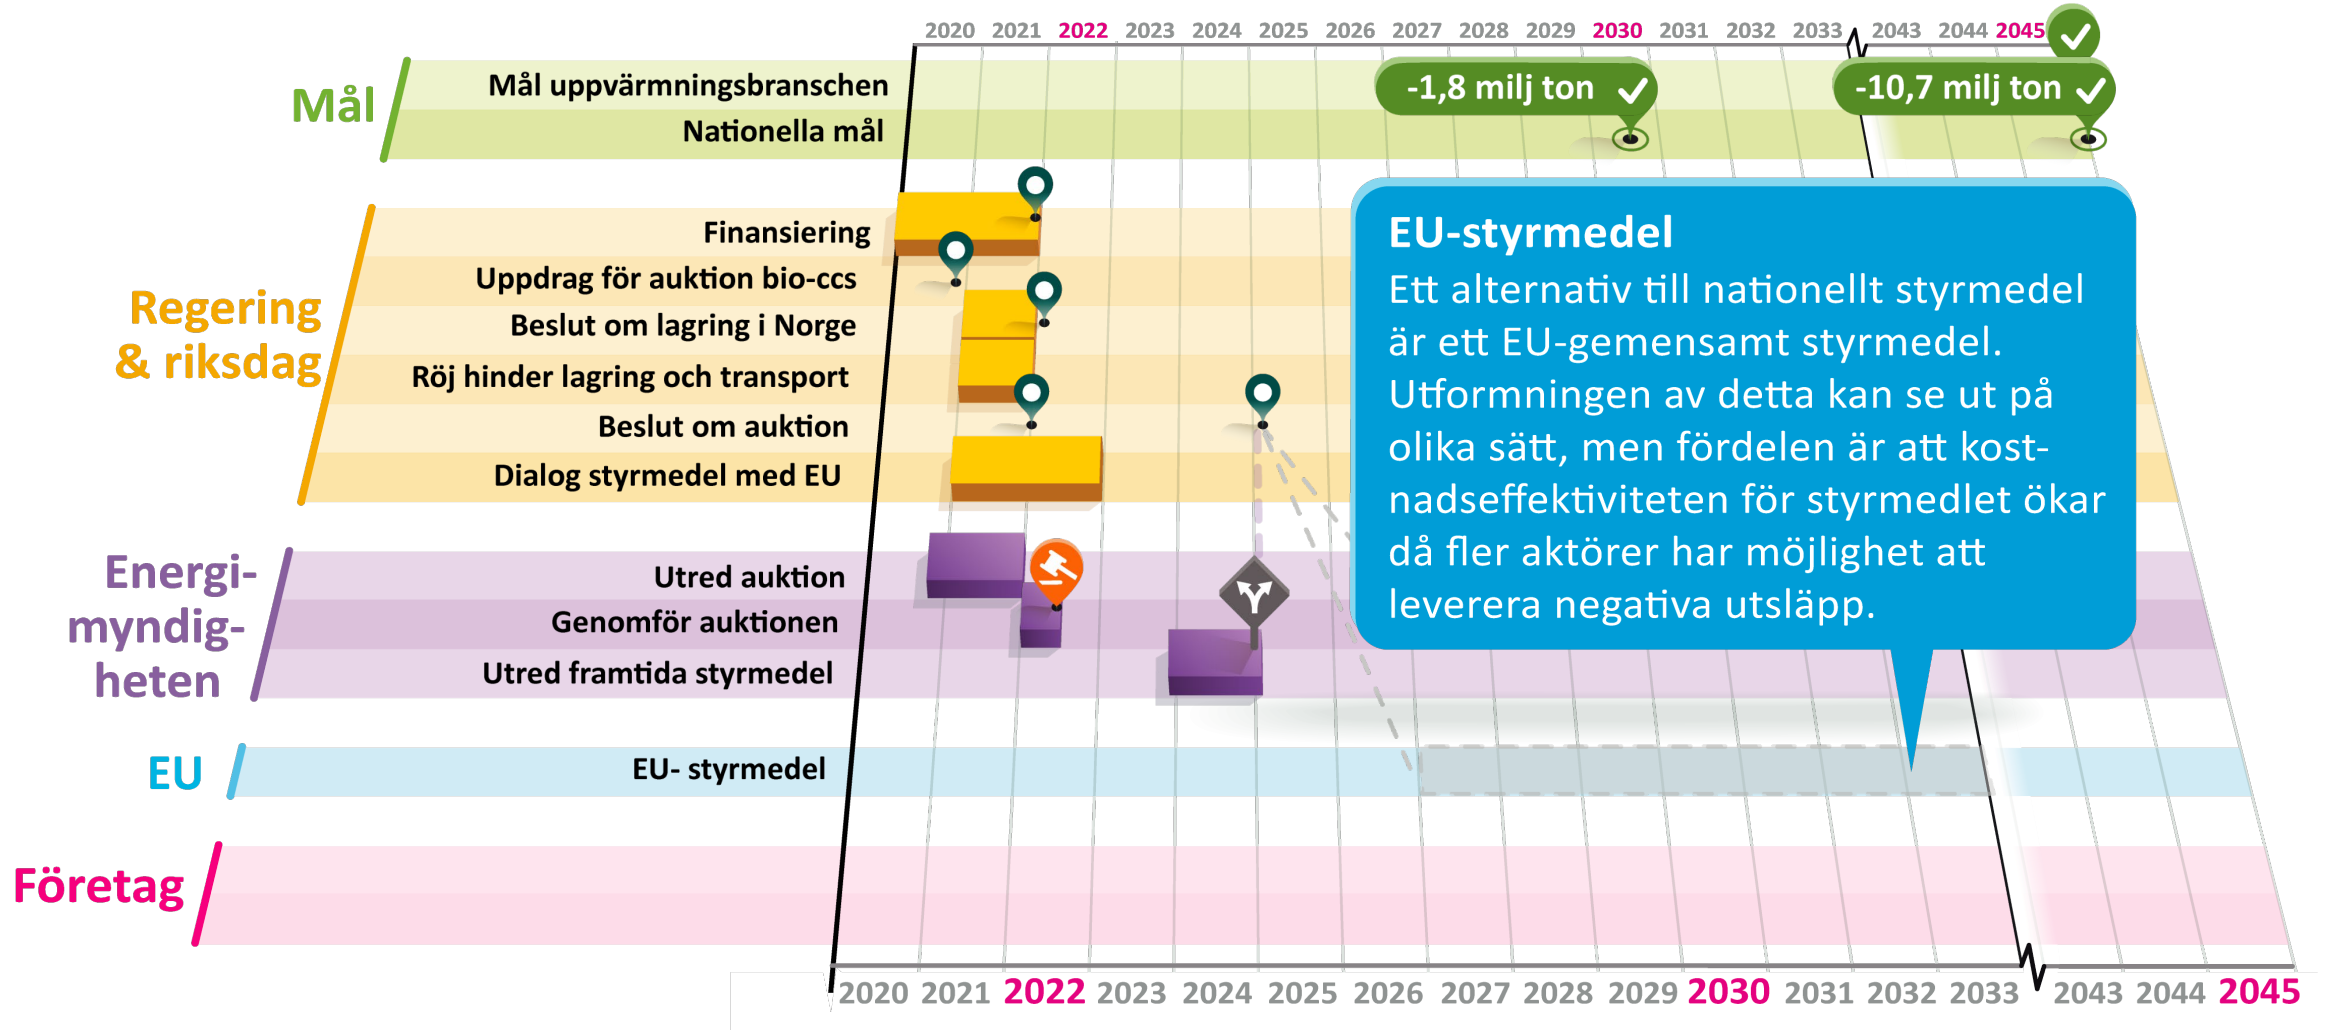 2020 2021 2022 2023 2024 2025 2026 2027 2028 2029 2030 2031 2032 2033 2043 2044 2045
Mål
Mål uppvärmningsbranschen
-1,8 milj ton
-10,7 milj ton
Nationella mål
Regering
& riksdag
Finansiering
Uppdrag för auktion bio-ccs
Beslut om lagring i Norge
Röj hinder lagring och transport
Beslut om auktion
Dialog styrmedel med EU
EU-styrmedel
Ett alternativ till nationellt styrmedel
är ett EU-gemensamt styrmedel.
Utformningen av detta kan se ut på
olika sätt, men fördelen är att kost-
nadseffektiviteten för styrmedlet ökar
då fler aktörer har möjlighet att
leverera negativa utsläpp.
Energi-
myndig-
heten
Utred auktion
Genomför auktionen
Utred framtida styrmedel
EU
EU- styrmedel
Företag
2020 2021 2022 2023 2024 2025 2026 2027 2028 2029 2030 2031 2032 2033 2043 2044 2045